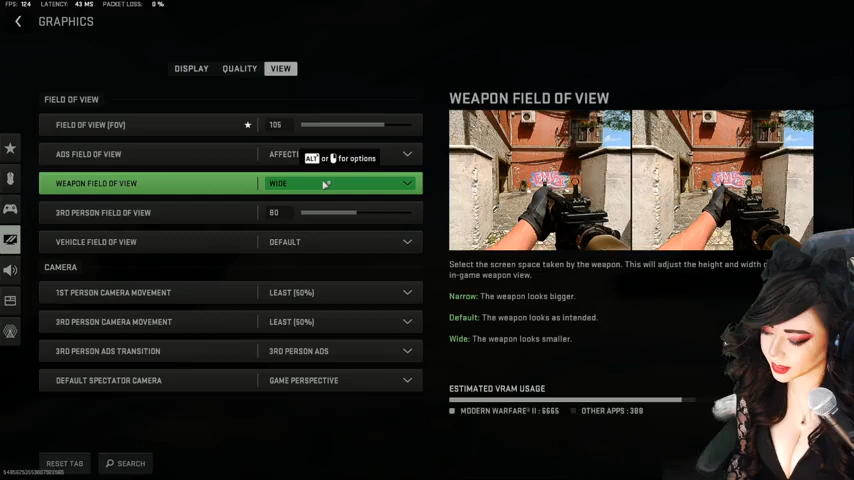 FPS: 124 LATENCY: 43 MS PACKET LOSS: 0 %
GRAPHICS
DISPLAY QUALITY VIEW
FIELD OF VIEW
FIELD OF VIEW (FOV) 105
ADS FIELD OF VIEW AFFECT
ALT or for options
WEAPON FIELD OF VIEW WIDE
3RD PERSON FIELD OF VIEW 80
VEHICLE FIELD OF VIEW DEFAULT
CAMERA
1ST PERSON CAMERA MOVEMENT LEAST (50%)
3RD PERSON CAMERA MOVEMENT LEAST (50%)
3RD PERSON ADS TRANSITION 3RD PERSON ADS
DEFAULT SPECTATOR CAMERA GAME PERSPECTIVE
RESET TAB SEARCH
WEAPON FIELD OF VIEW
Select the screen space taken by the weapon. This will adjust the height and width
in-game weapon view.
Narrow: The weapon looks bigger.
Default: The weapon looks as intended.
Wide: The weapon looks smaller.
ESTIMATED VRAM USAGE
MODERN WARFARE® II : 6665 OTHER APPS : 388